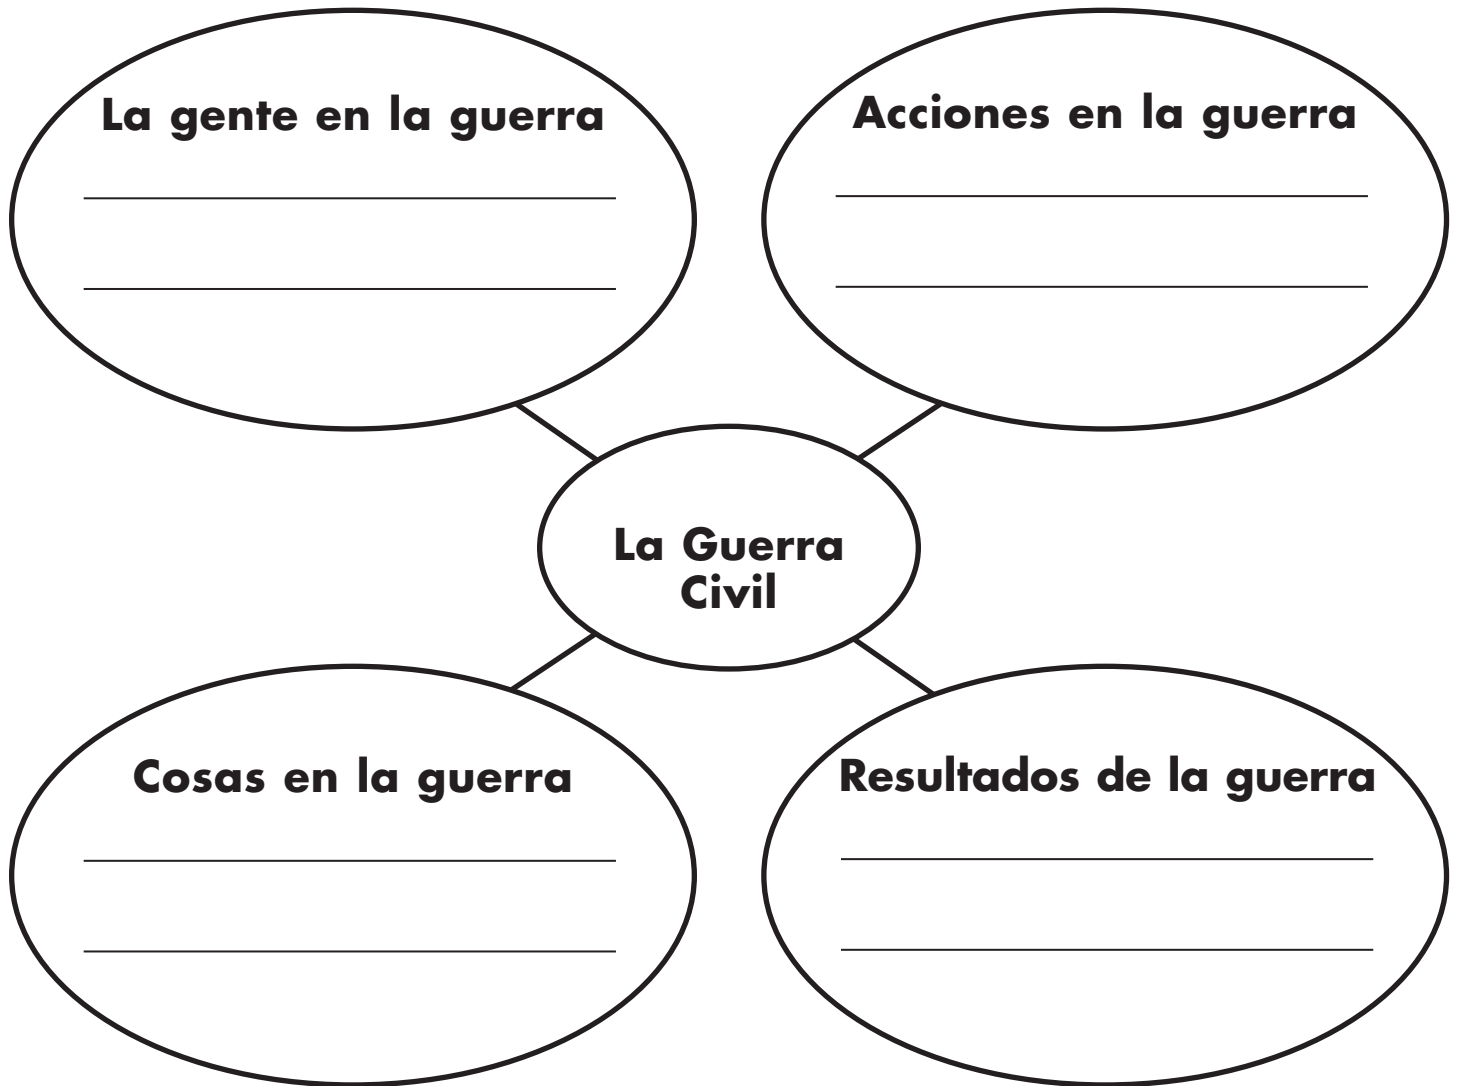 La gente en la guerra
Acciones en la guerra
La Guerra
Civil
Cosas en la guerra
Resultados de la guerra